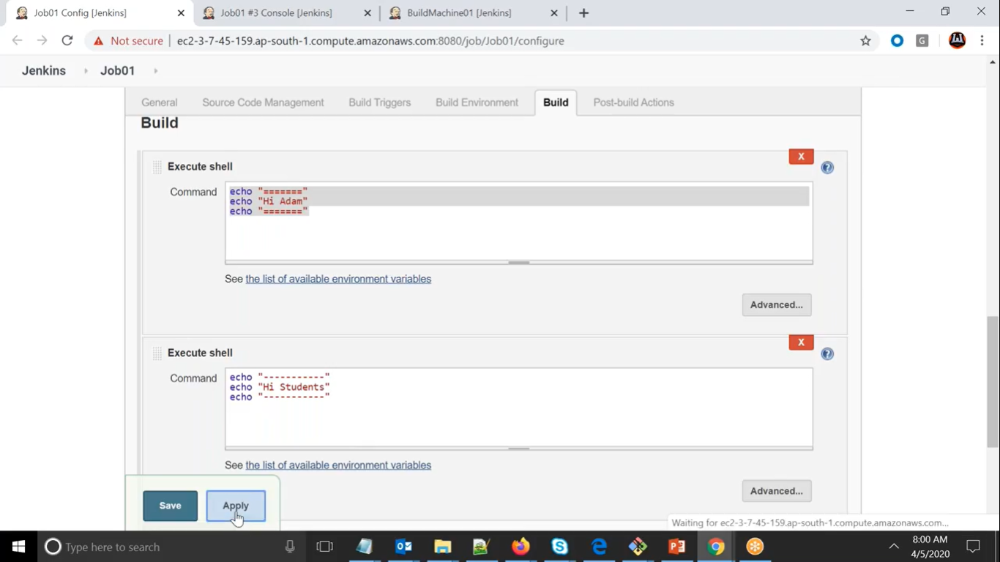 Job01 Config [Jenkins]
Job01 #3 Console [Jenkins]
BuildMachine01 [Jenkins]
Not secure
ec2-3-7-45-159.ap-south-1.compute.amazonaws.com:8080/job/Job01/configure
G
Jenkins
Job01
General
Source Code Management
Build Triggers
Build Environment
Build
Post-build Actions
Build
X
Execute shell
?
Command
echo "======="
echo "Hi Adam"
echo "======="
See the list of available environment variables
Advanced...
X
Execute shell
?
Command
echo "-----------"
echo "Hi Students"
echo "-----------"
See the list of available environment variables
Advanced...
Save
Apply
Waiting for ec2-3-7-45-159.ap-south-1.compute.amazonaws.com...
Type here to search
8:00 AM
4/5/2020